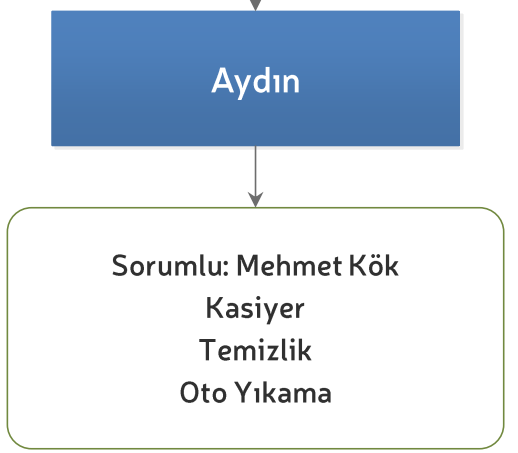 Aydın
Sorumlu: Mehmet Kök
Kasiyer
Temizlik
Oto Yıkama